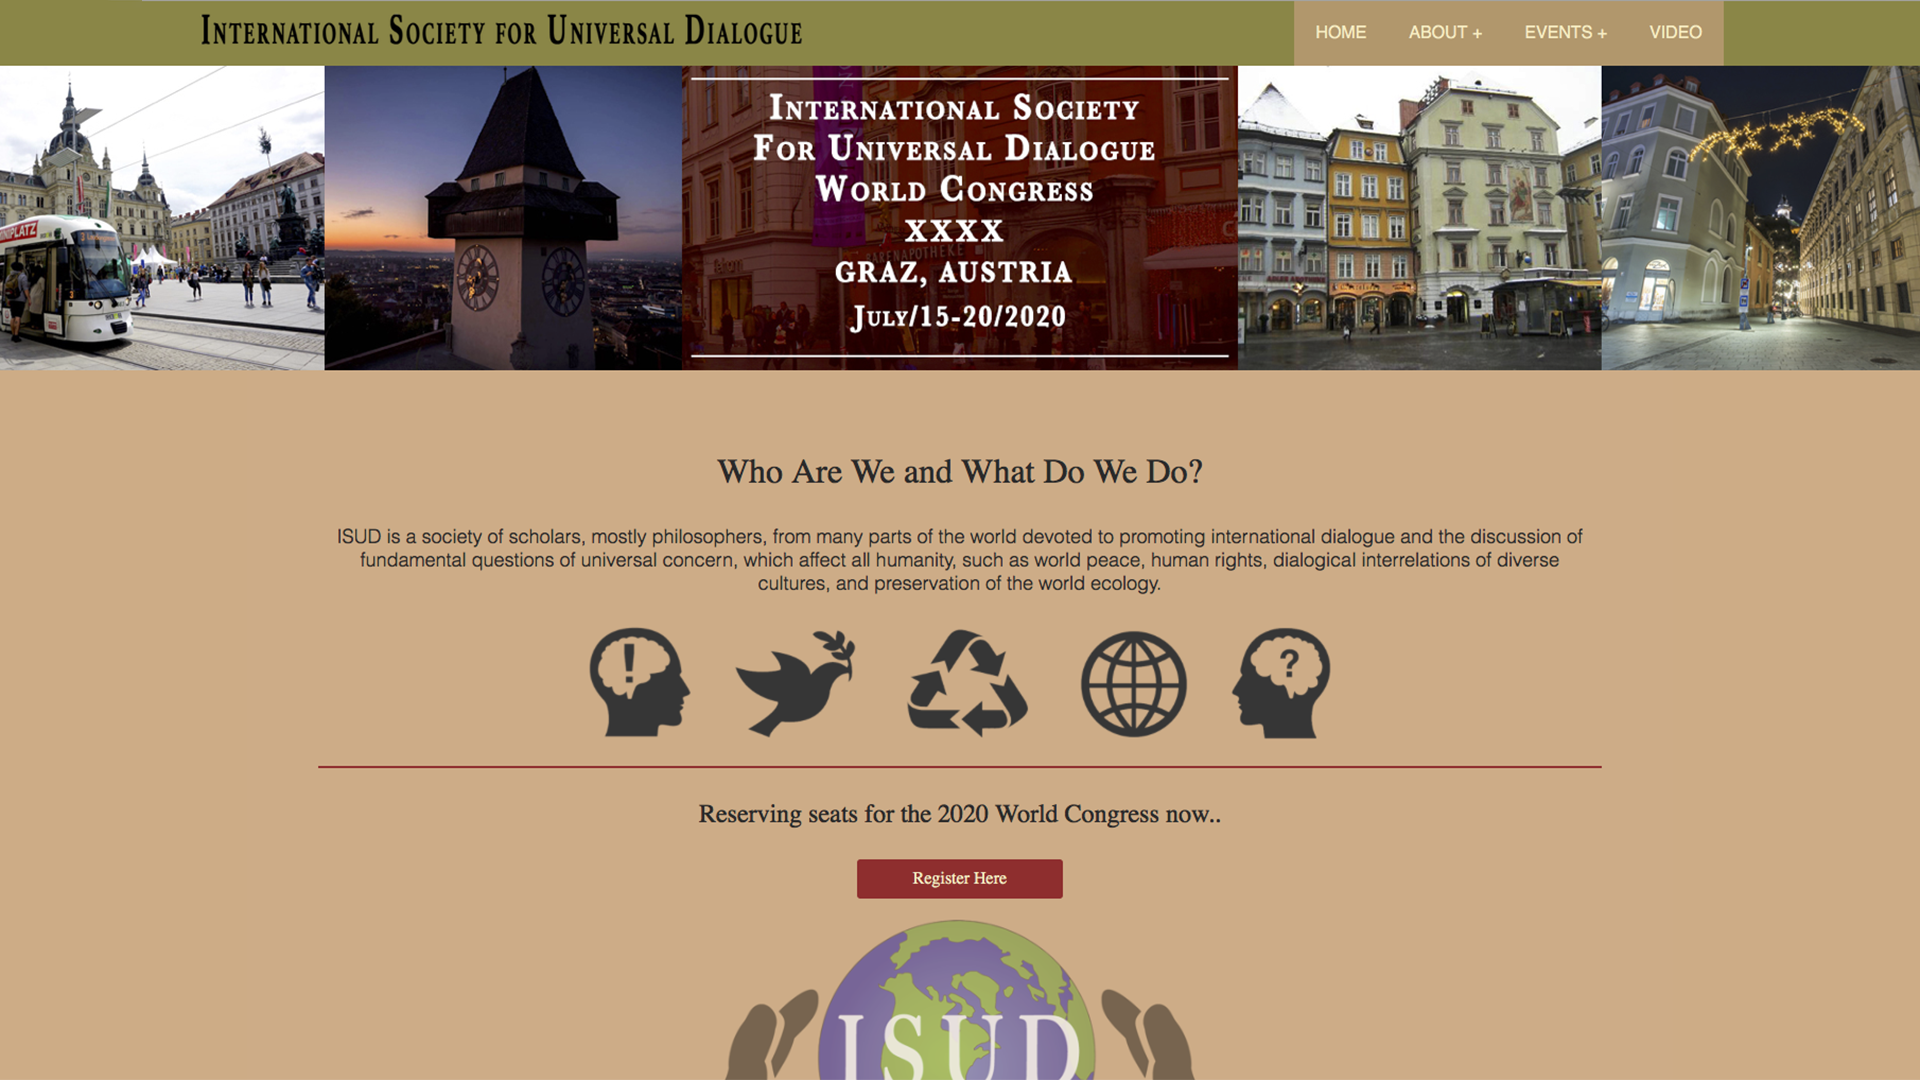 INTERNATIONAL SOCIETY FOR UNIVERSAL DIALOGUE
HOME ABOUT + EVENTS + VIDEO
INTERNATIONAL SOCIETY
FOR UNIVERSAL DIALOGUE
WORLD CONGRESS
XXXX
GRAZ, AUSTRIA
JULY/15-20/2020
Who Are We and What Do We Do?
ISUD is a society of scholars, mostly philosophers, from many parts of the world devoted to promoting international dialogue and the discussion of
fundamental questions of universal concern, which affect all humanity, such as world peace, human rights, dialogical interrelations of diverse
cultures, and preservation of the world ecology.
!
?
Reserving seats for the 2020 World Congress now..
Register Here
ISUD